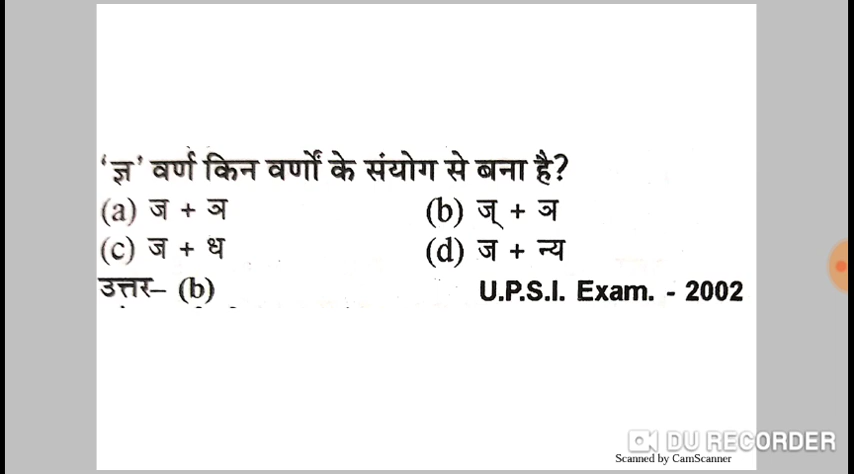 'ज्ञ' वर्ण किन वर्णों के संयोग से बना है?
(a) ज + ञ (b) ज् + ञ
(c) ज + ध (d) ज + न्य
उत्तर– (b) U.P.S.I. Exam. - 2002
DU RECORDER
Scanned by CamScanner